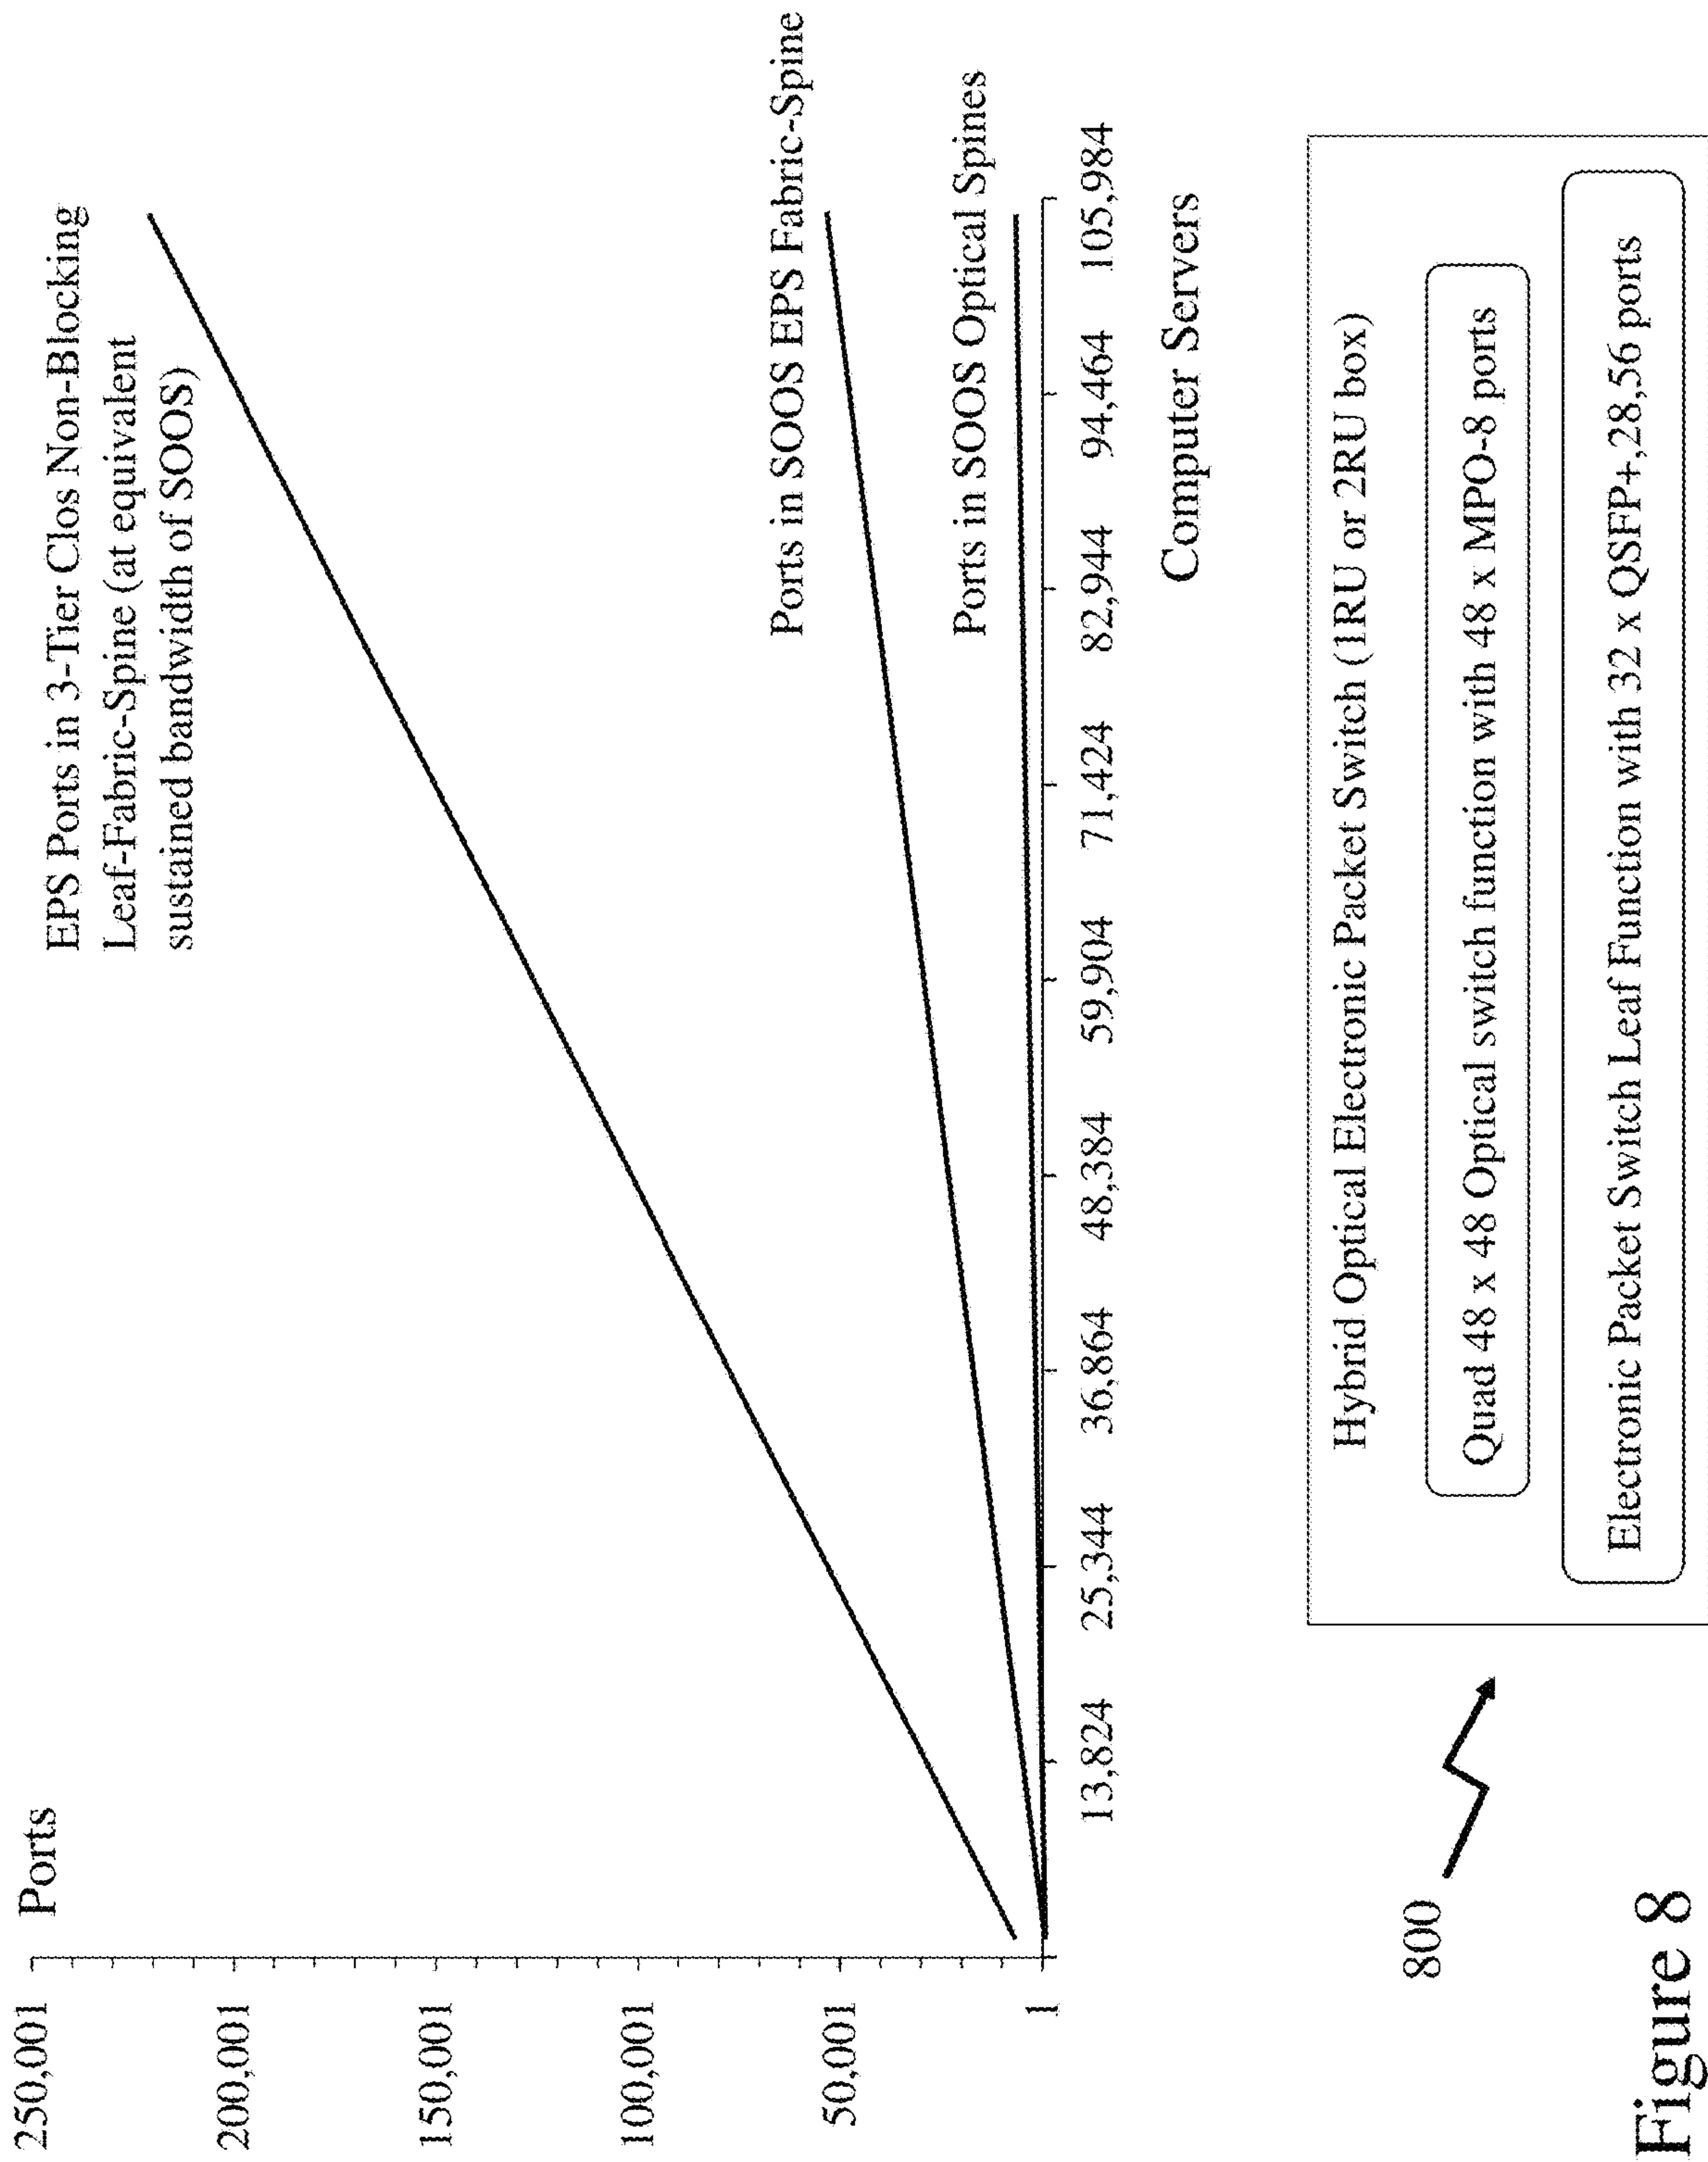 Ports
250,001
200,001
150,001
100,001
50,001
1
EPS Ports in 3-Tier Clos Non-Blocking
Leaf-Fabric-Spine (at equivalent
sustained bandwidth of SOOS)
Ports in SOOS EPS Fabric-Spine
Ports in SOOS Optical Spines
13,824 25,344 36,864 48,384 59,904 71,424 82,944 94,464 105,984
Computer Servers
800
Hybrid Optical Electronic Packet Switch (1RU or 2RU box)
Quad 48 x 48 Optical switch function with 48 x MPO-8 ports
Electronic Packet Switch Leaf Function with 32 x QSFP+,28,56 ports
Figure 8